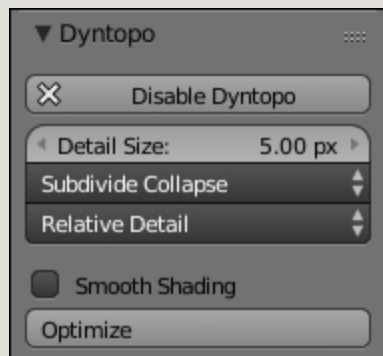 Dyntopo
Disable Dyntopo
Detail Size: 5.00 px
Subdivide Collapse
Relative Detail
Smooth Shading
Optimize